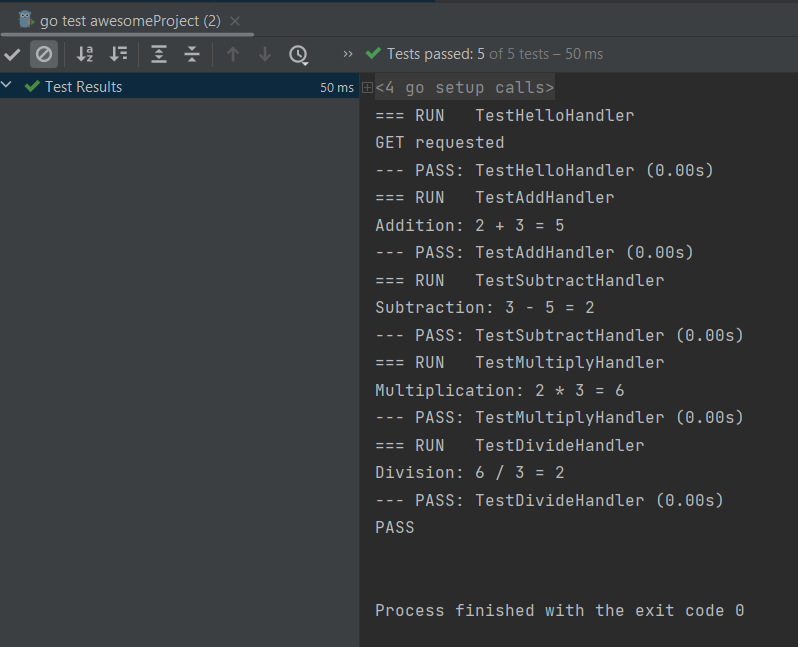 go test awesomeProject (2)
Tests passed: 5 of 5 tests – 50 ms
Test Results 50 ms
<4 go setup calls>
=== RUN   TestHelloHandler
GET requested
--- PASS: TestHelloHandler (0.00s)
=== RUN   TestAddHandler
Addition: 2 + 3 = 5
--- PASS: TestAddHandler (0.00s)
=== RUN   TestSubtractHandler
Subtraction: 3 - 5 = 2
--- PASS: TestSubtractHandler (0.00s)
=== RUN   TestMultiplyHandler
Multiplication: 2 * 3 = 6
--- PASS: TestMultiplyHandler (0.00s)
=== RUN   TestDivideHandler
Division: 6 / 3 = 2
--- PASS: TestDivideHandler (0.00s)
PASS
Process finished with the exit code 0